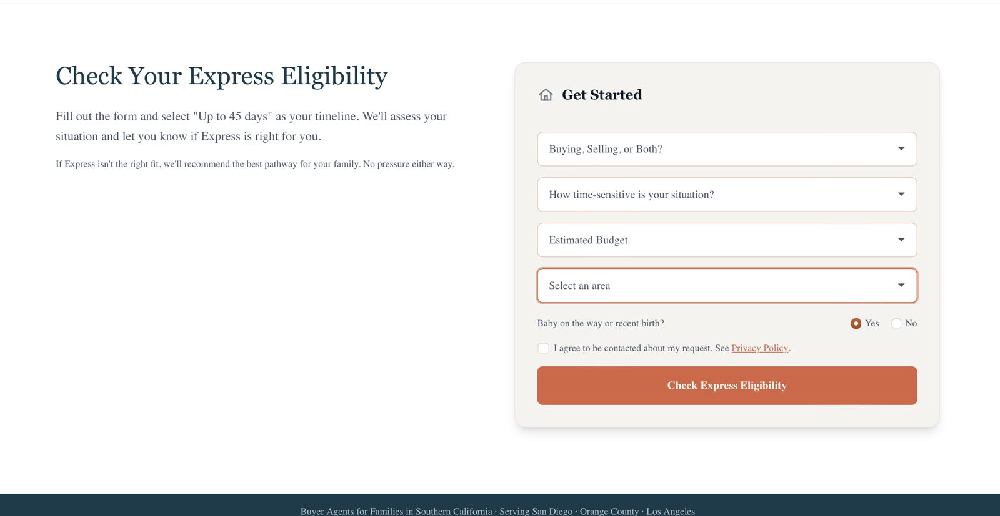 Check Your Express Eligibility
Fill out the form and select "Up to 45 days" as your timeline. We'll assess your
situation and let you know if Express is right for you.
If Express isn't the right fit, we'll recommend the best pathway for your family. No pressure either way.
Get Started
Buying, Selling, or Both?
How time-sensitive is your situation?
Estimated Budget
Select an area
Baby on the way or recent birth? Yes No
I agree to be contacted about my request. See Privacy Policy.
Check Express Eligibility
Buyer Agents for Families in Southern California · Serving San Diego · Orange County · Los Angeles